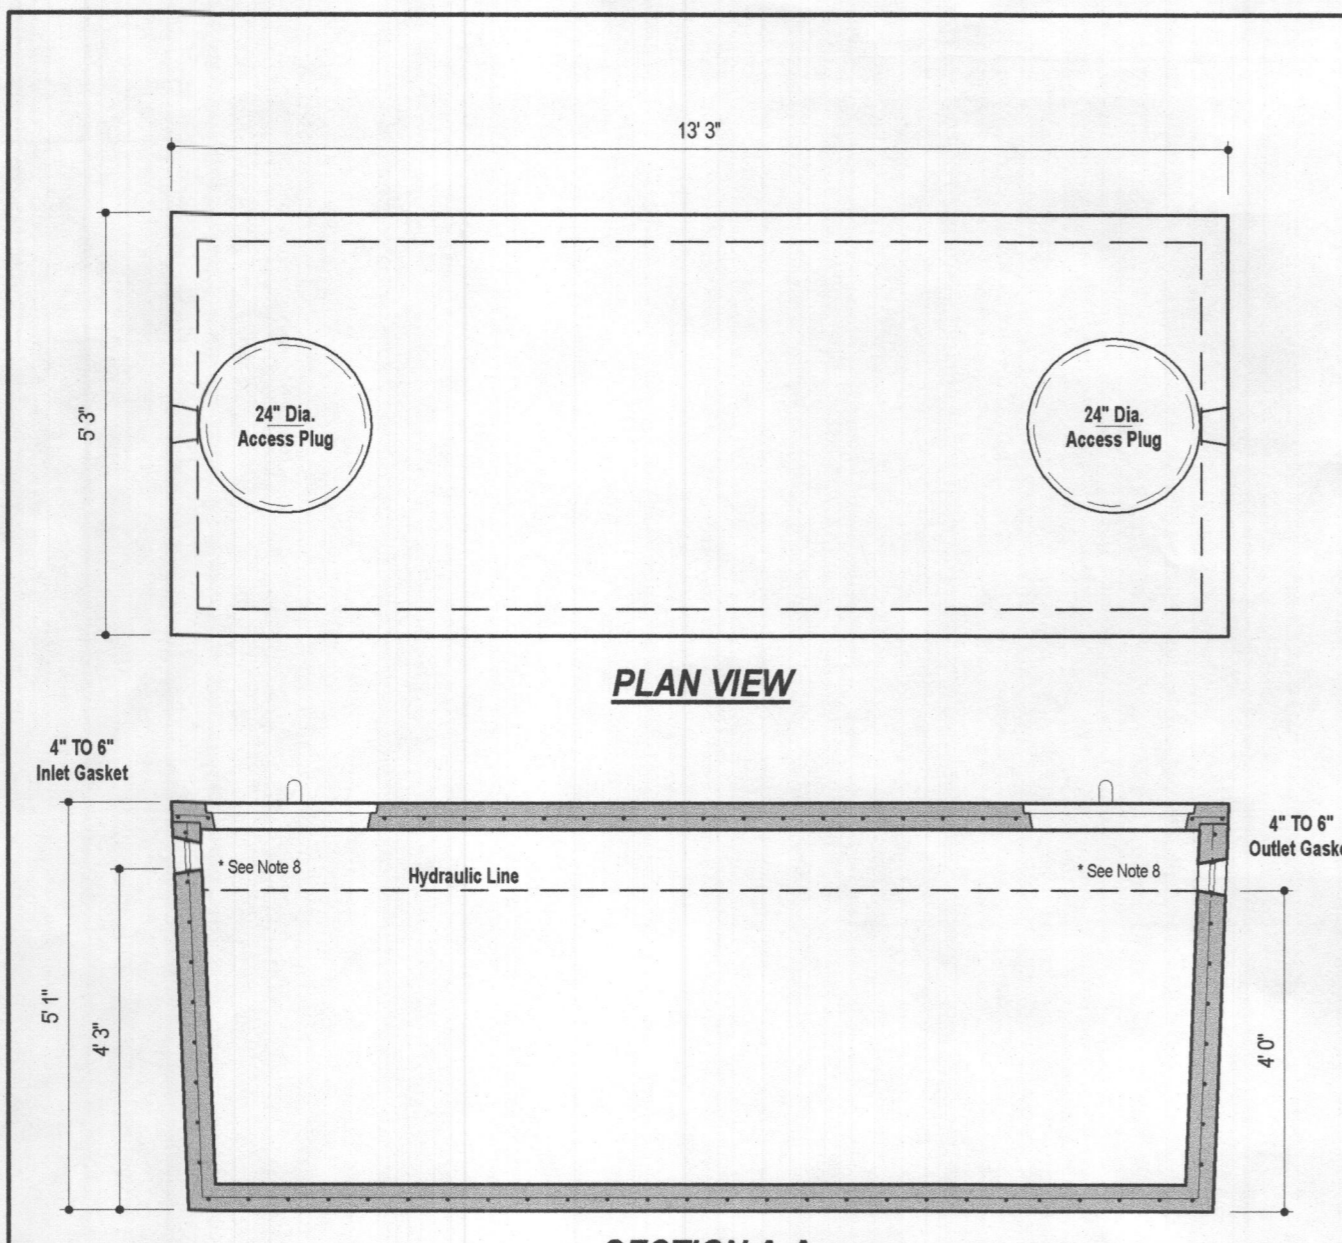 13' 3"
5' 3"
24" Dia.
Access Plug
24" Dia.
Access Plug
PLAN VIEW
4" TO 6"
Inlet Gasket
4" TO 6"
* See Note 8
Hydraulic Line
* See Note 8
Outlet Gaske
5' 1"
4' 3"
4' 0"